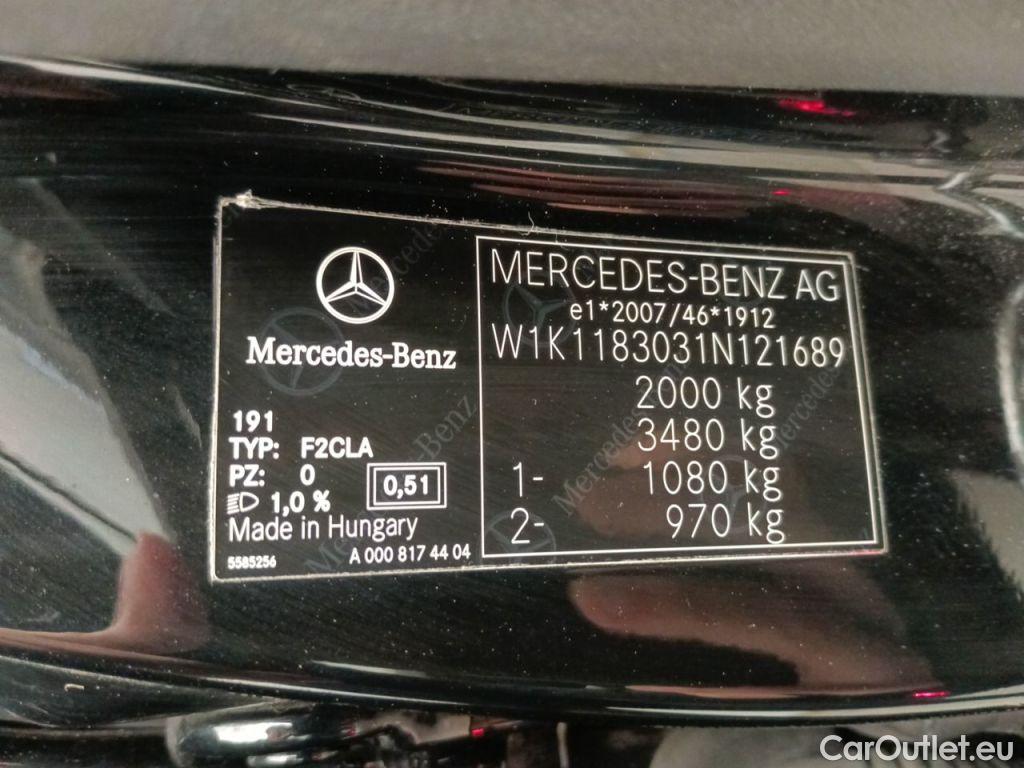 Mercedes-Benz
191
TYP: F2CLA
PZ: 0
1,0 %
0,51
Made in Hungary
5585256
A 000 817 44 04
MERCEDES-BENZ AG
e1*2007/46*1912
W1K1183031N121689
2000 kg
3480 kg
1- 1080 kg
2- 970 kg
CarOutlet.eu